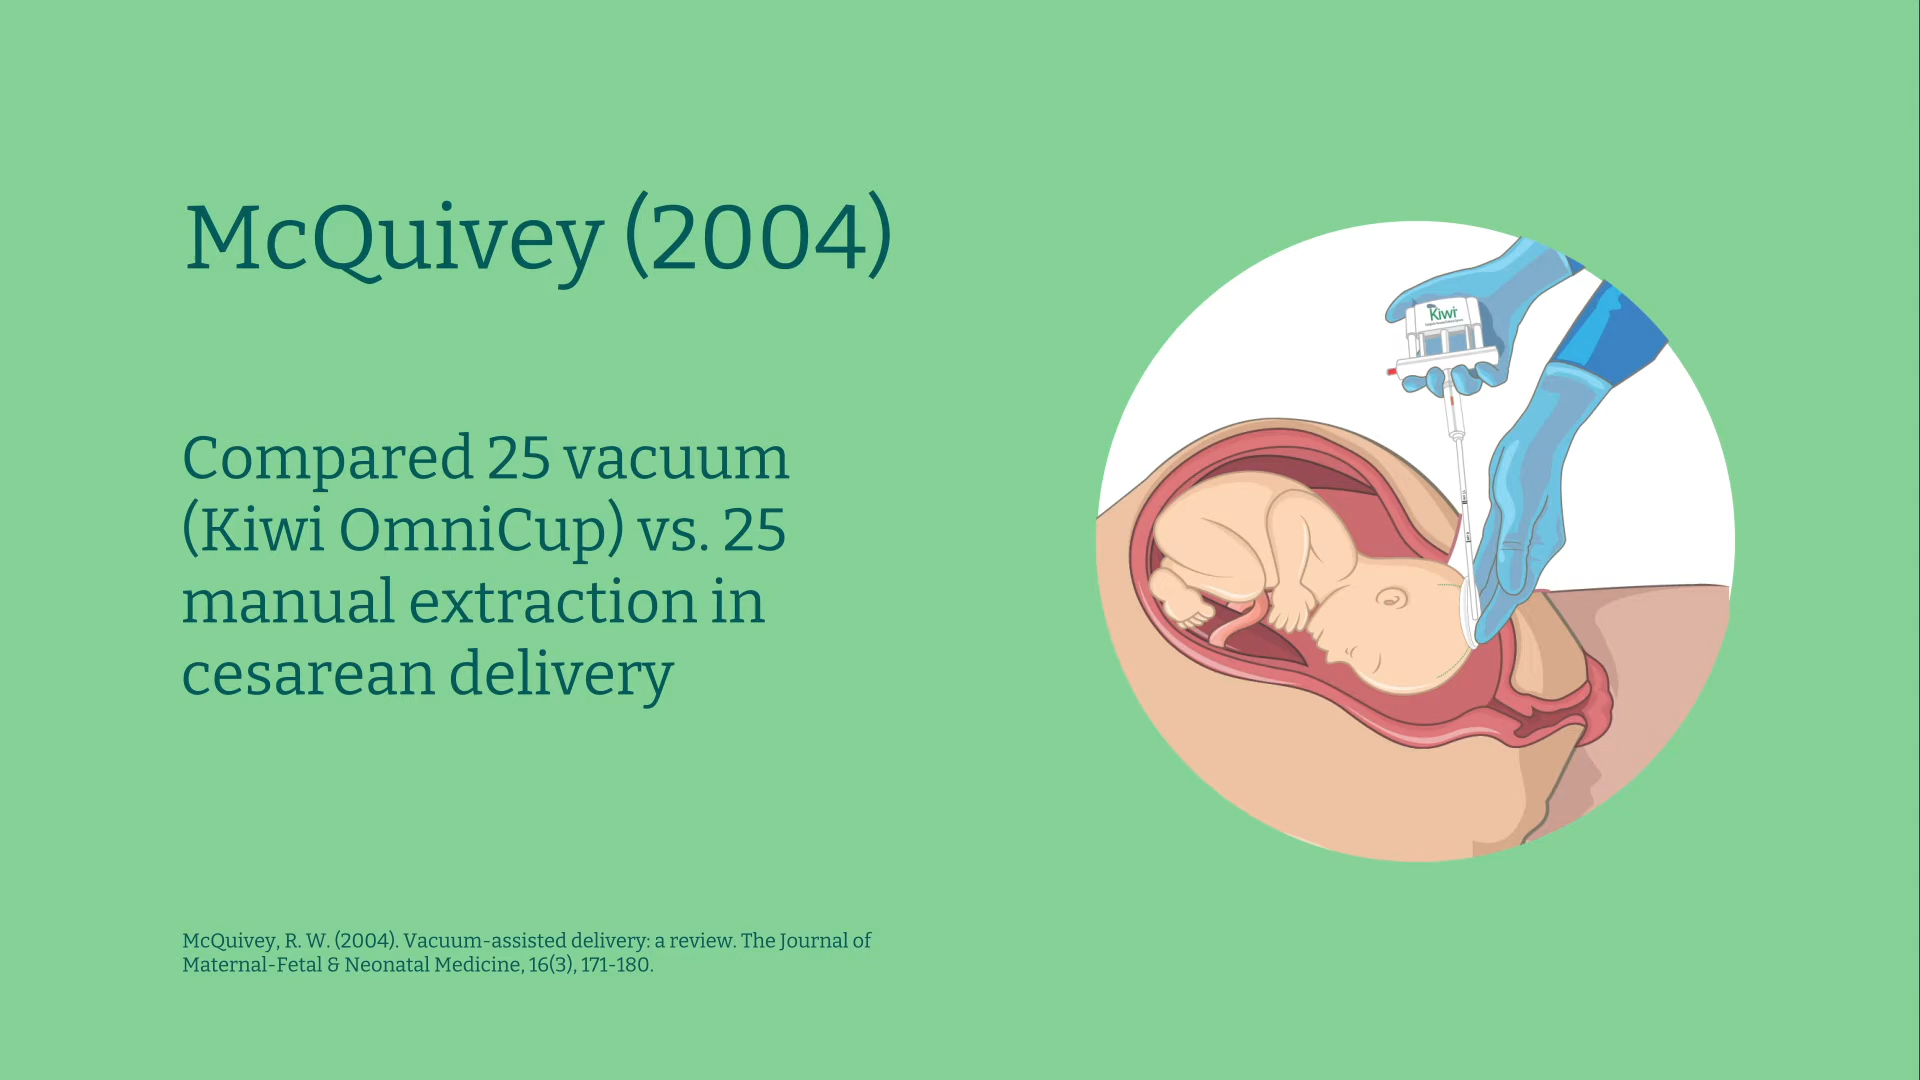 McQuivey (2004)
Compared 25 vacuum
(Kiwi OmniCup) vs. 25
manual extraction in
cesarean delivery
McQuivey, R. W. (2004). Vacuum-assisted delivery: a review. The Journal of
Maternal-Fetal & Neonatal Medicine, 16(3), 171-180.
Kiwi